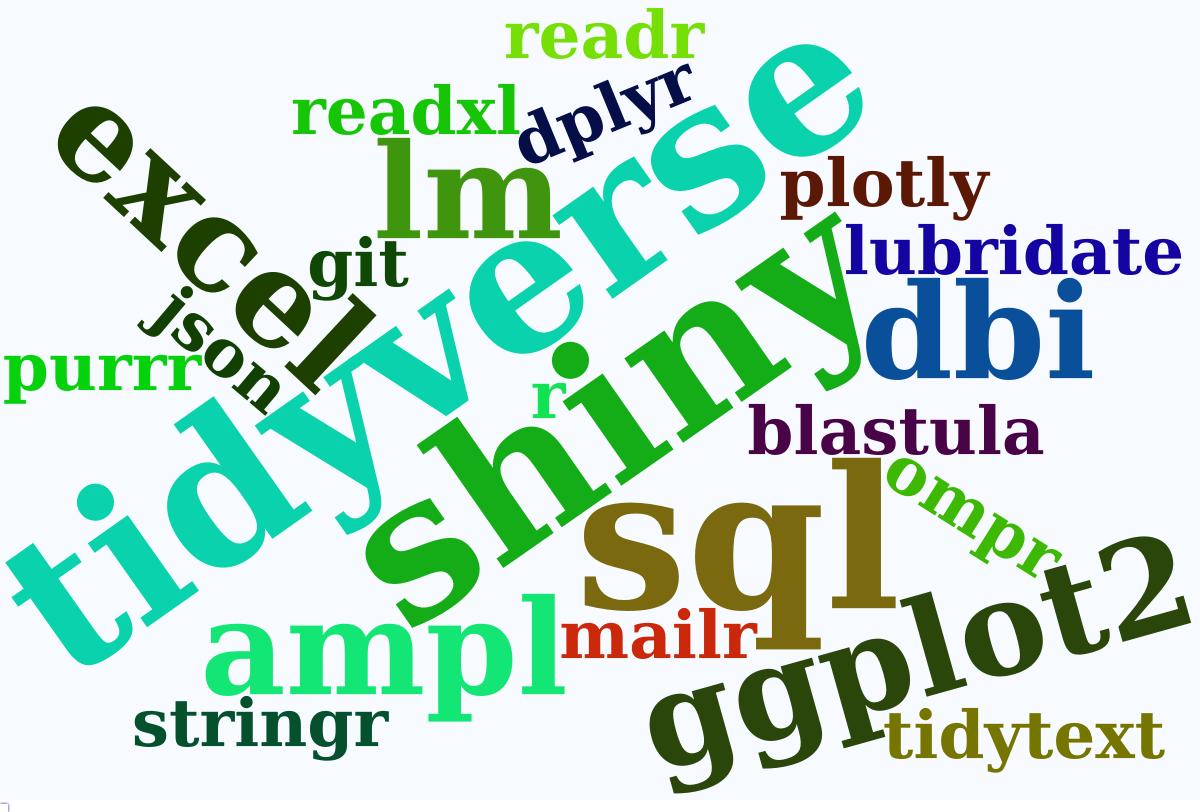 readr
dplyr
readxl
excel
lm
tidyverse
plotly
git
shiny
lubridate
json
dbi
purrr
r
blastula
sql
ompr
ampl
mailr
ggplot2
stringr
tidytext